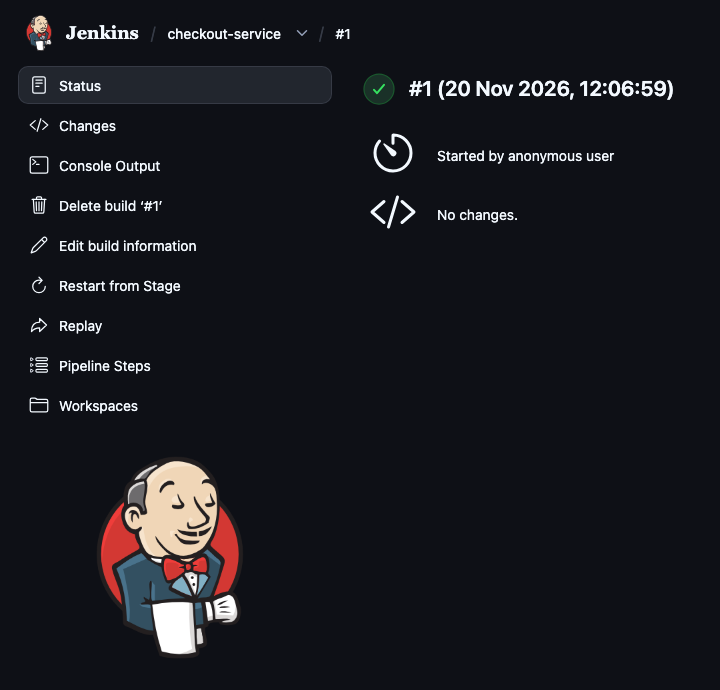 Jenkins / checkout-service / #1
Status
Changes
Console Output
Delete build ‘#1’
Edit build information
Restart from Stage
Replay
Pipeline Steps
Workspaces
#1 (20 Nov 2026, 12:06:59)
Started by anonymous user
No changes.